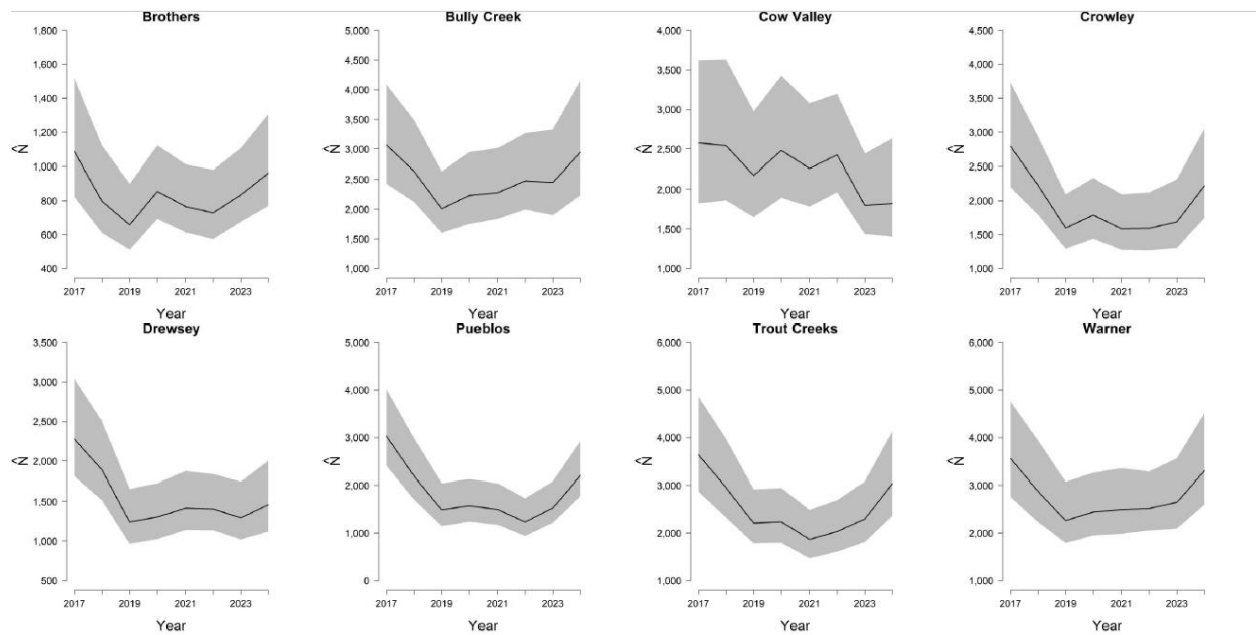 Brothers
1,800
1,600
1,400
1,200
1,000
800
600
400
N̂
2017 2019 2021 2023
Year
Bully Creek
5,000
4,500
4,000
3,500
3,000
2,500
2,000
1,500
1,000
N̂
2017 2019 2021 2023
Year
Cow Valley
4,000
3,500
3,000
2,500
2,000
1,500
1,000
N̂
2017 2019 2021 2023
Year
Crowley
4,500
4,000
3,500
3,000
2,500
2,000
1,500
1,000
N̂
2017 2019 2021 2023
Year
Drewsey
3,500
3,000
2,500
2,000
1,500
1,000
500
N̂
2017 2019 2021 2023
Year
Pueblos
5,000
4,000
3,000
2,000
1,000
0
N̂
2017 2019 2021 2023
Year
Trout Creeks
6,000
5,000
4,000
3,000
2,000
1,000
N̂
2017 2019 2021 2023
Year
Warner
6,000
5,000
4,000
3,000
2,000
1,000
N̂
2017 2019 2021 2023
Year